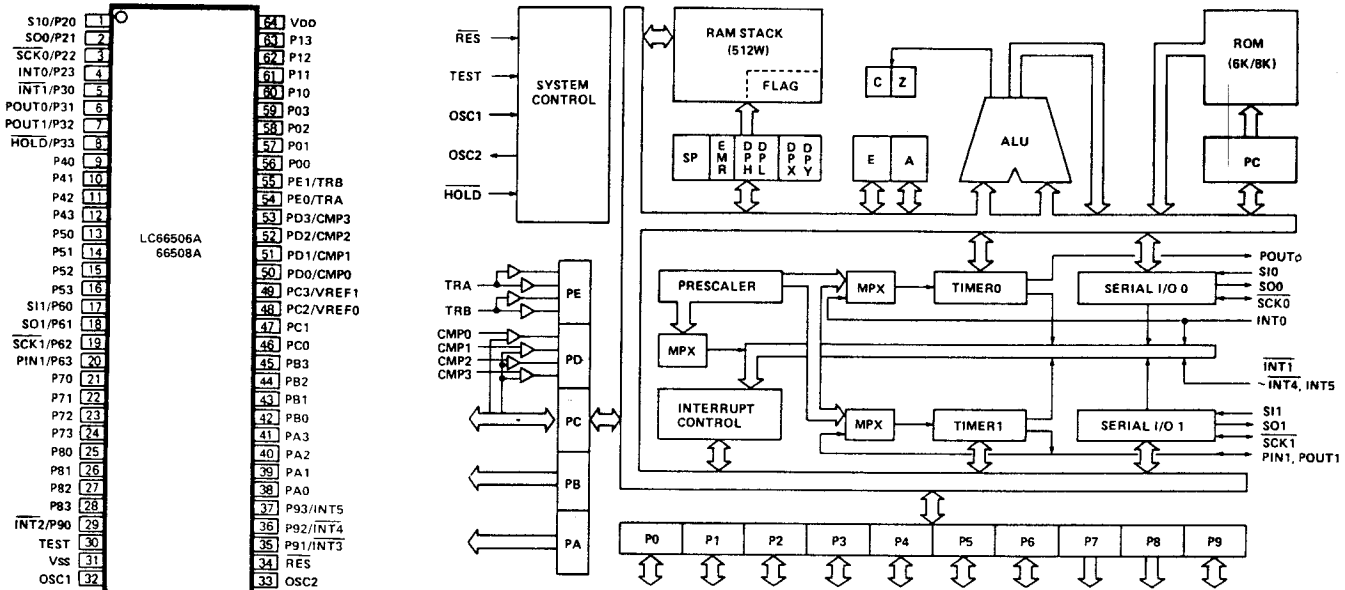 S10/P20 1
SO0/P21 2
SCK0/P22 3
INT0/P23 4
INT1/P30 5
POUT0/P31 6
POUT1/P32 7
HOLD/P33 8
P40 9
P41 10
P42 11
P43 12
P50 13
P51 14
P52 15
P53 16
SI1/P60 17
SO1/P61 18
SCK1/P62 19
PIN1/P63 20
P70 21
P71 22
P72 23
P73 24
P80 25
P81 26
P82 27
P83 28
INT2/P90 29
TEST 30
Vss 31
OSC1 32
LC66506A
66508A
64 VDD
63 P13
62 P12
61 P11
60 P10
59 P03
58 P02
57 P01
56 P00
55 PE1/TRB
54 PE0/TRA
53 PD3/CMP3
52 PD2/CMP2
51 PD1/CMP1
50 PD0/CMP0
49 PC3/VREF1
48 PC2/VREF0
47 PC1
46 PC0
45 PB3
44 PB2
43 PB1
42 PB0
41 PA3
40 PA2
39 PA1
38 PA0
37 P93/INT5
36 P92/INT4
35 P91/INT3
34 RES
33 OSC2
RES
TEST
OSC1
OSC2
HOLD
SYSTEM
CONTROL
RAM STACK
(512W)
FLAG
SP EMR DPH DPL DPX DPY
C Z
E A
ALU
ROM
(6K/8K)
PC
TRA
TRB
CMP0
CMP1
CMP2
CMP3
PE
PD
PC
PB
PA
PRESCALER
MPX
MPX
TIMER0
SERIAL I/O 0
POUTφ
SI0
SO0
SCK0
INT0
INT1
~INT4, INT5
INTERRUPT
CONTROL
MPX
TIMER1
SERIAL I/O 1
SI1
SO1
SCK1
PIN1, POUT1
P0 P1 P2 P3 P4 P5 P6 P7 P8 P9